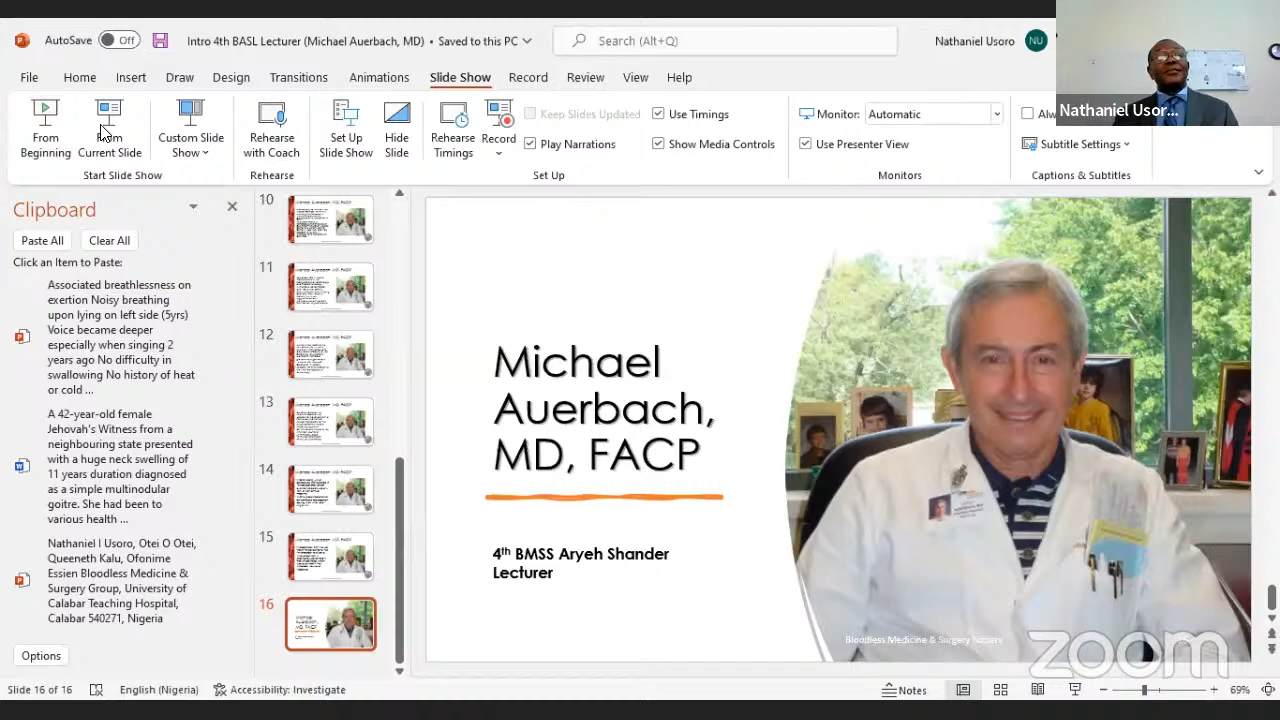 AutoSave Off
Intro 4th BASL Lecturer (Michael Auerbach, MD) • Saved to this PC
Search (Alt+Q)
Nathaniel Usoro NU
File Home Insert Draw Design Transitions Animations Slide Show Record Review View Help
From Beginning
Current Slide
Custom Slide Show
Rehearse with Coach
Set Up Slide Show
Hide Slide
Rehearse Timings
Record
Keep Slides Updated
Play Narrations
Use Timings
Show Media Controls
Monitor: Automatic
Use Presenter View
Subtitle Settings
Start Slide Show
Rehearse
Set Up
Monitors
Captions & Subtitles
Nathaniel Usor...
Clipboard
Paste All Clear All
Click an Item to Paste:
Associated breathlessness on
exertion Noisy breathing
upon lying on left side (5yrs)
Voice became deeper
especially when singing 2
years ago No difficulty in
swallowing No history of heat
or cold ...
A 42-year-old female
Jehovah's Witness from a
neighbouring state presented
with a huge neck swelling of
11 years duration diagnosed
as a simple multinodular
goitre. She had been to
various health ...
Nathaniel I Usoro, Otei O Otei,
Queeneth Kalu, Ofonime
Essien Bloodless Medicine &
Surgery Group, University of
Calabar Teaching Hospital,
Calabar 540271, Nigeria
Options
10
11
12
13
14
15
16
Michael
Auerbach,
MD, FACP
4th BMSS Aryeh Shander
Lecturer
Bloodless Medicine & Surgery
zoom
Slide 16 of 16
English (Nigeria)
Accessibility: Investigate
Notes
69%